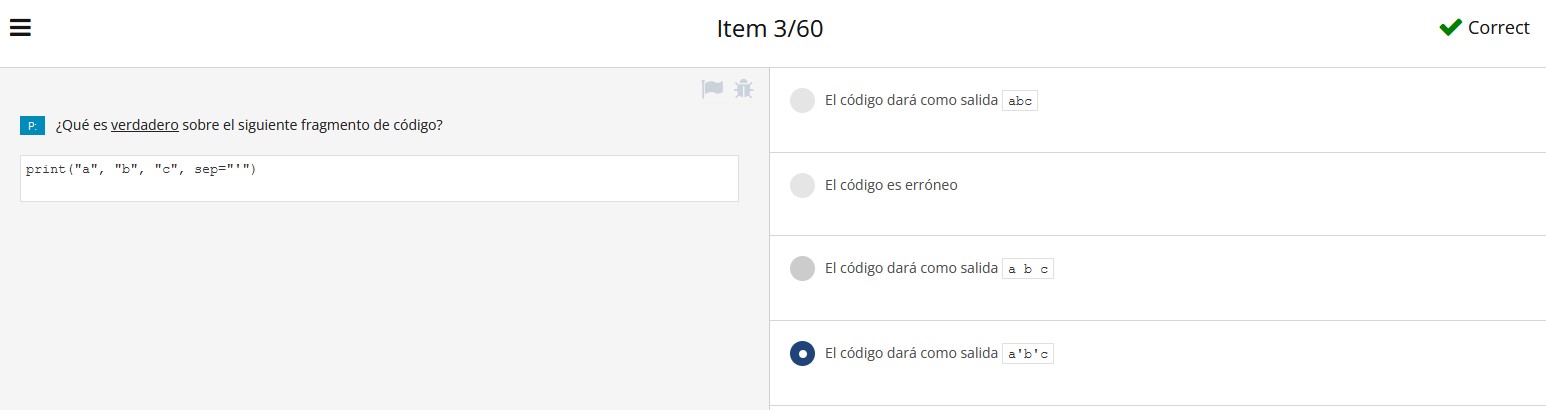 Item 3/60
Correct
P: ¿Qué es verdadero sobre el siguiente fragmento de código?
print("a", "b", "c", sep="'")
El código dará como salida abc
El código es erróneo
El código dará como salida a b c
El código dará como salida a'b'c